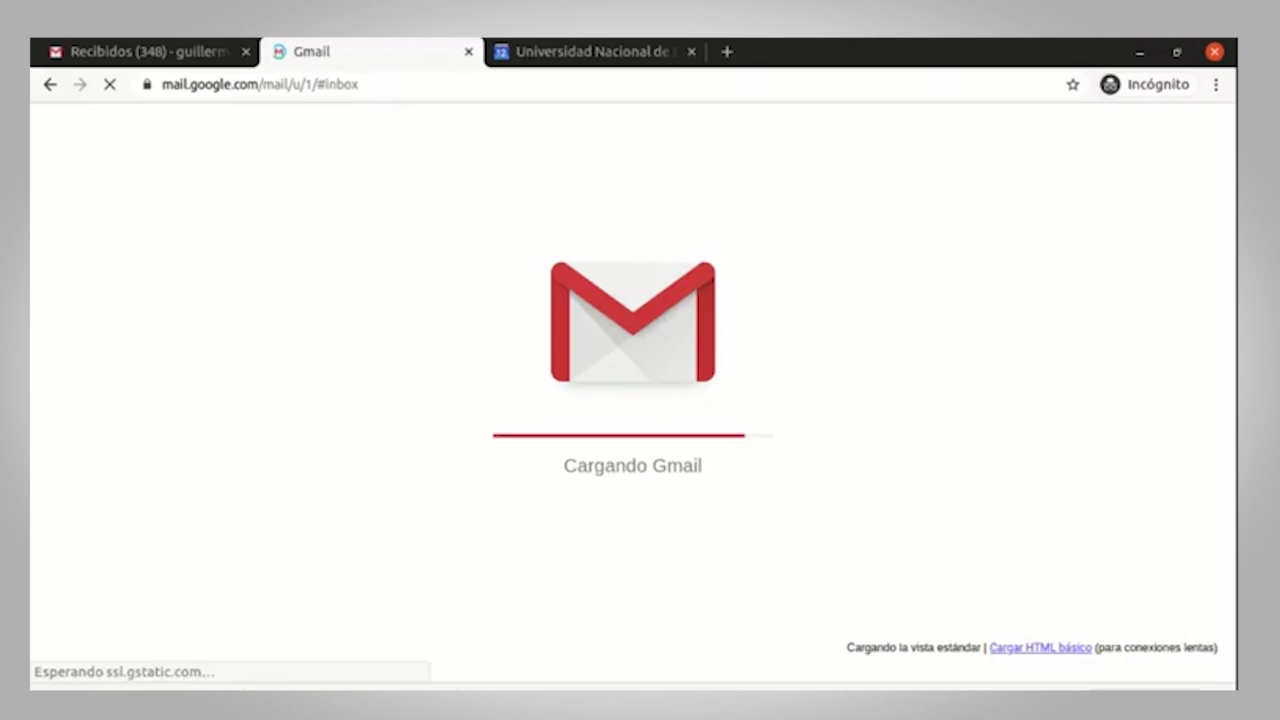 Recibidos (348) - guillerm
Gmail
Universidad Nacional de
mail.google.com/mail/u/1/#inbox
Incógnito
Cargando Gmail
Cargando la vista estándar | Cargar HTML básico (para conexiones lentas)
Esperando ssl.gstatic.com...